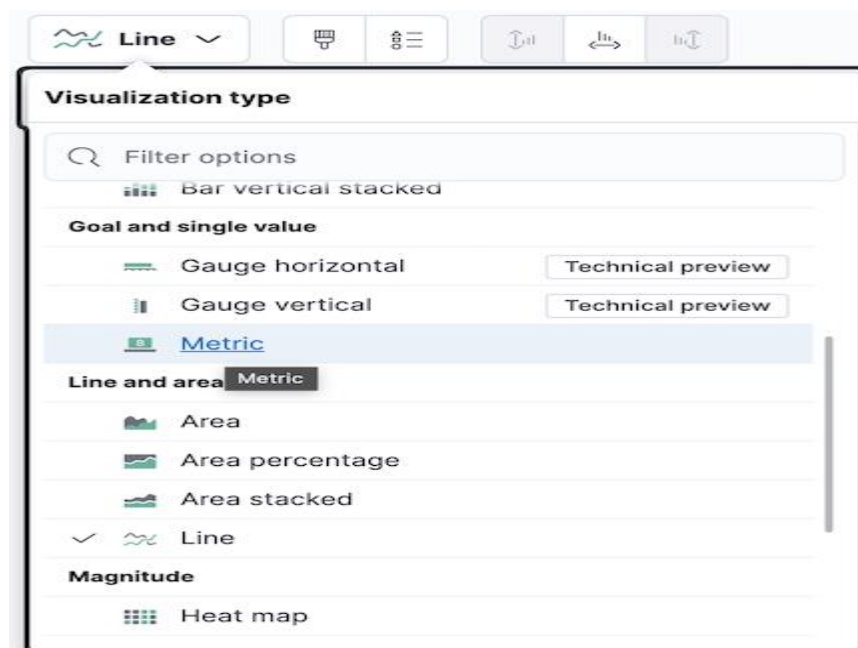 Line
Visualization type
Filter options
Bar vertical stacked
Goal and single value
Gauge horizontal Technical preview
Gauge vertical Technical preview
Metric
Line and area Metric
Area
Area percentage
Area stacked
Line
Magnitude
Heat map